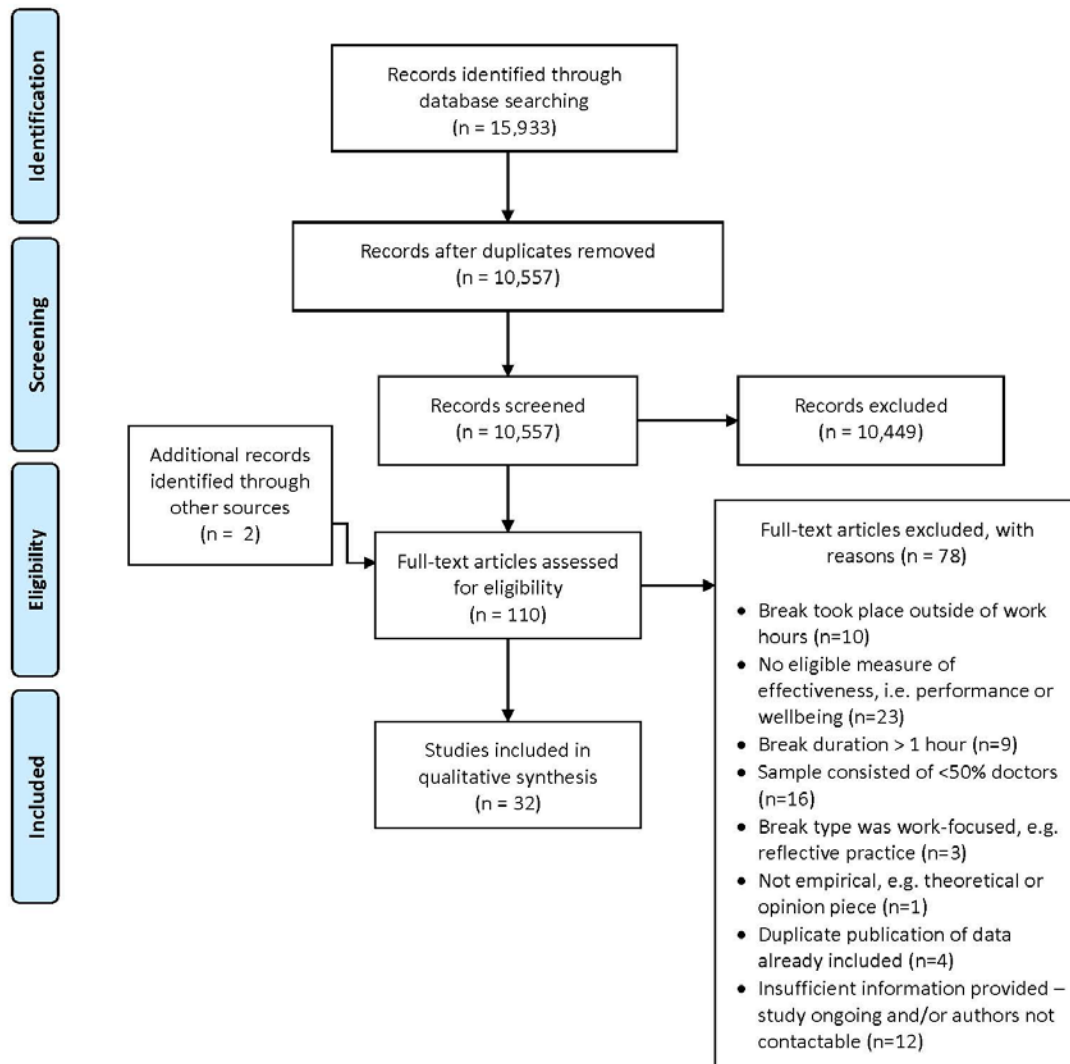 Identification
Records identified through
database searching
(n = 15,933)
Records after duplicates removed
(n = 10,557)
Screening
Records screened
(n = 10,557)
Records excluded
(n = 10,449)
Additional records
identified through
other sources
(n = 2)
Eligibility
Full-text articles assessed
for eligibility
(n = 110)
Full-text articles excluded, with
reasons (n = 78)
• Break took place outside of work
hours (n=10)
• No eligible measure of
effectiveness, i.e. performance or
wellbeing (n=23)
• Break duration > 1 hour (n=9)
• Sample consisted of <50% doctors
(n=16)
• Break type was work-focused, e.g.
reflective practice (n=3)
• Not empirical, e.g. theoretical or
opinion piece (n=1)
• Duplicate publication of data
already included (n=4)
• Insufficient information provided –
study ongoing and/or authors not
contactable (n=12)
Included
Studies included in
qualitative synthesis
(n = 32)